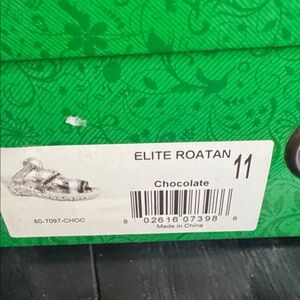 ELITE ROATAN 11
Chocolate
60-7097-CHOC
8 02616 07398 6
Made in China